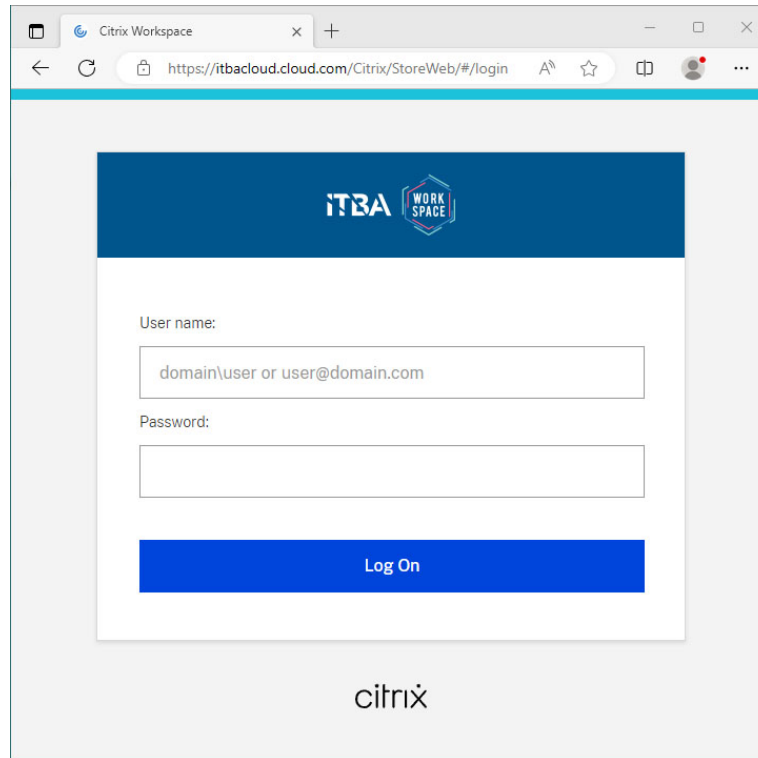 Citrix Workspace
https://itbacloud.cloud.com/Citrix/StoreWeb/#/login
iTBA WORK
SPACE
User name:
domain\user or user@domain.com
Password:
Log On
citrix